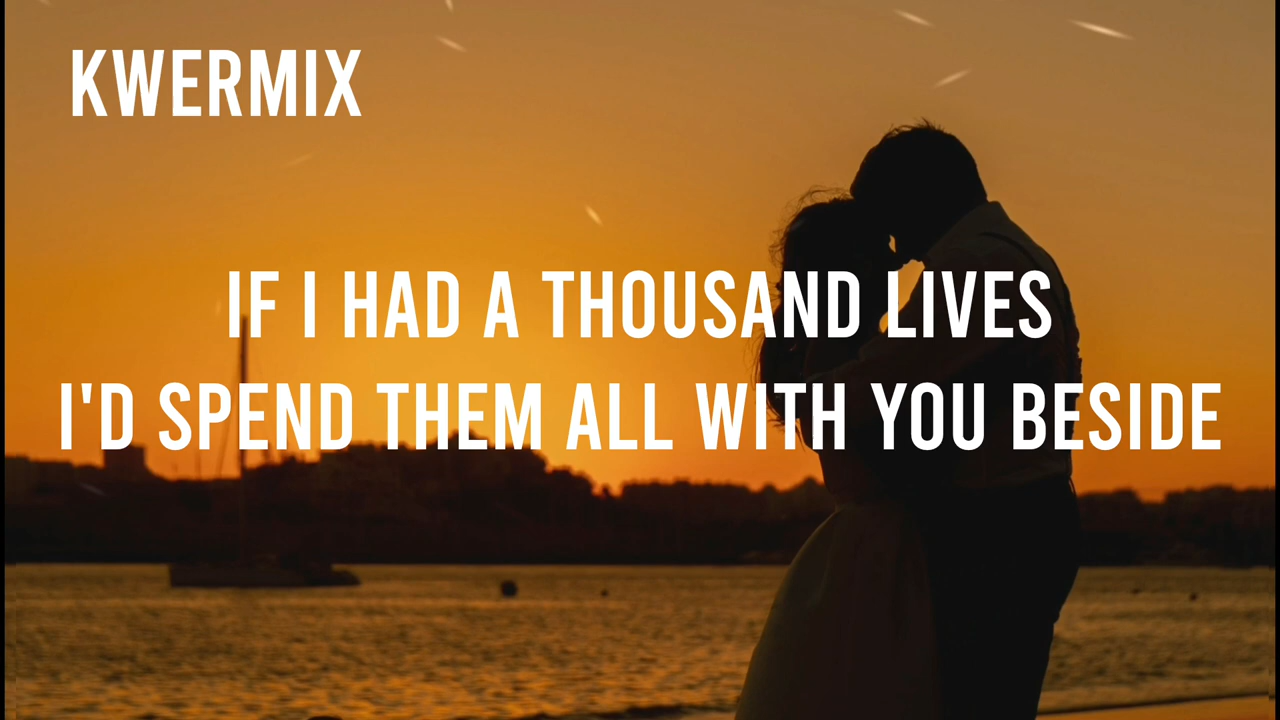 KWERMIX
IF I HAD A THOUSAND LIVES
I'D SPEND THEM ALL WITH YOU BESIDE